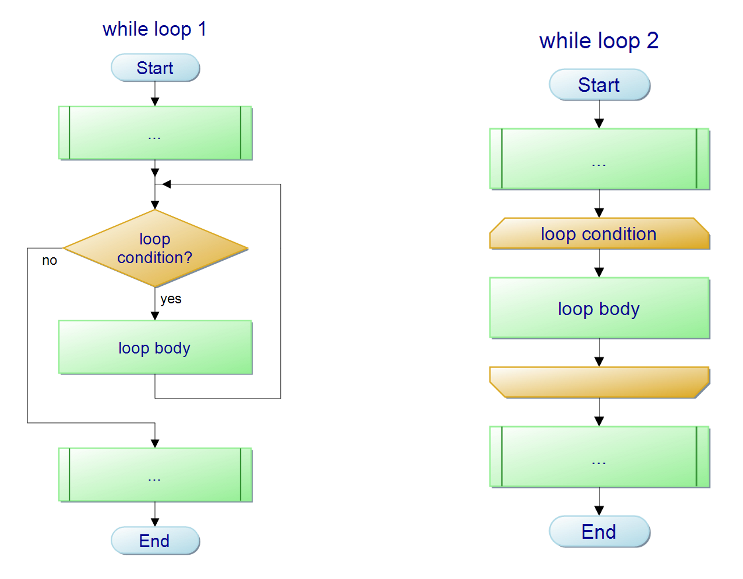 while loop 1
Start
...
loop
condition?
no
yes
loop body
...
End
while loop 2
Start
...
loop condition
loop body
...
End